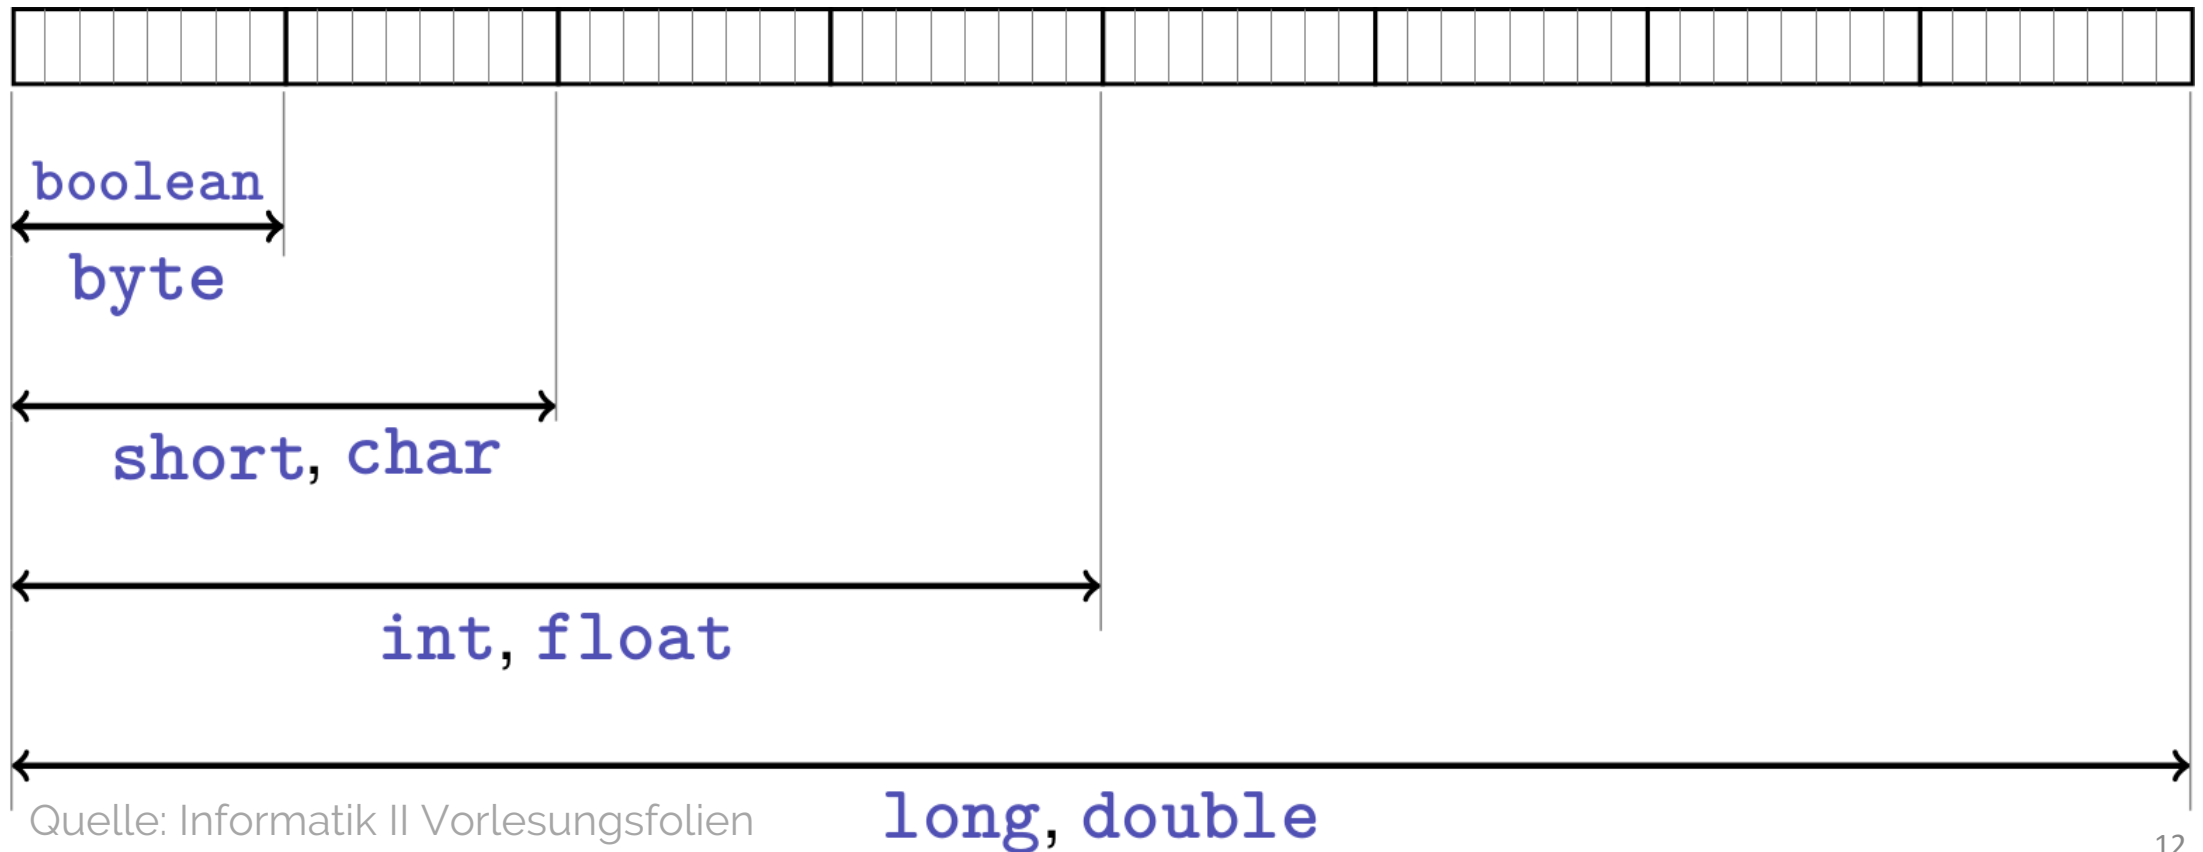 boolean
byte
short, char
int, float
long, double
Quelle: Informatik II Vorlesungsfolien
12